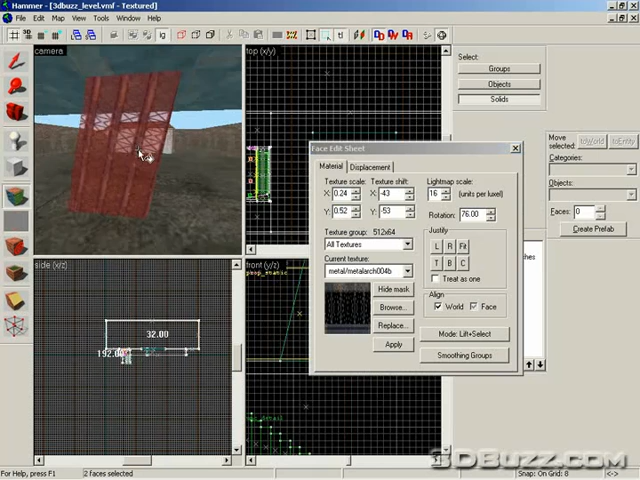 Hammer - [3dbuzz_level.vmf - Textured]
File Edit Map View Tools Window Help
camera
top (x/y)
side (x/z)
32.00
192.00
front (y/z)
prop_static
Select:
Groups
Objects
Solids
Move selected:
toWorld
toEntity
Categories:
Objects:
Faces: 0
Create Prefab
Face Edit Sheet
Material
Displacement
Texture scale:
X: 0.24
Y: 0.52
Texture shift:
X: -43
Y: -53
Lightmap scale:
16 (units per luxel)
Rotation: 76.00
Texture group: 512x64
All Textures
Current texture:
metal/metalarch004b
Hide mask
Browse...
Replace...
Apply
Justify
L R Fit
T B C
Treat as one
Align
World
Face
Mode: Lift+Select
Smoothing Groups
3DBUZZ.COM
For Help, press F1
2 faces selected
Snap: On Grid: 8
<->